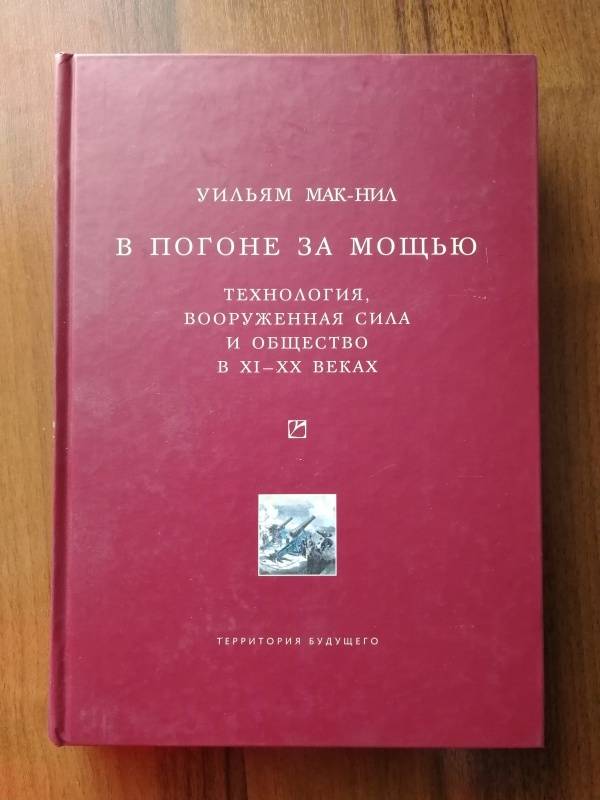 УИЛЬЯМ МАК-НИЛ
В ПОГОНЕ ЗА МОЩЬЮ
ТЕХНОЛОГИЯ,
ВООРУЖЕННАЯ СИЛА
И ОБЩЕСТВО
В XI–XX ВЕКАХ
ТЕРРИТОРИЯ БУДУЩЕГО